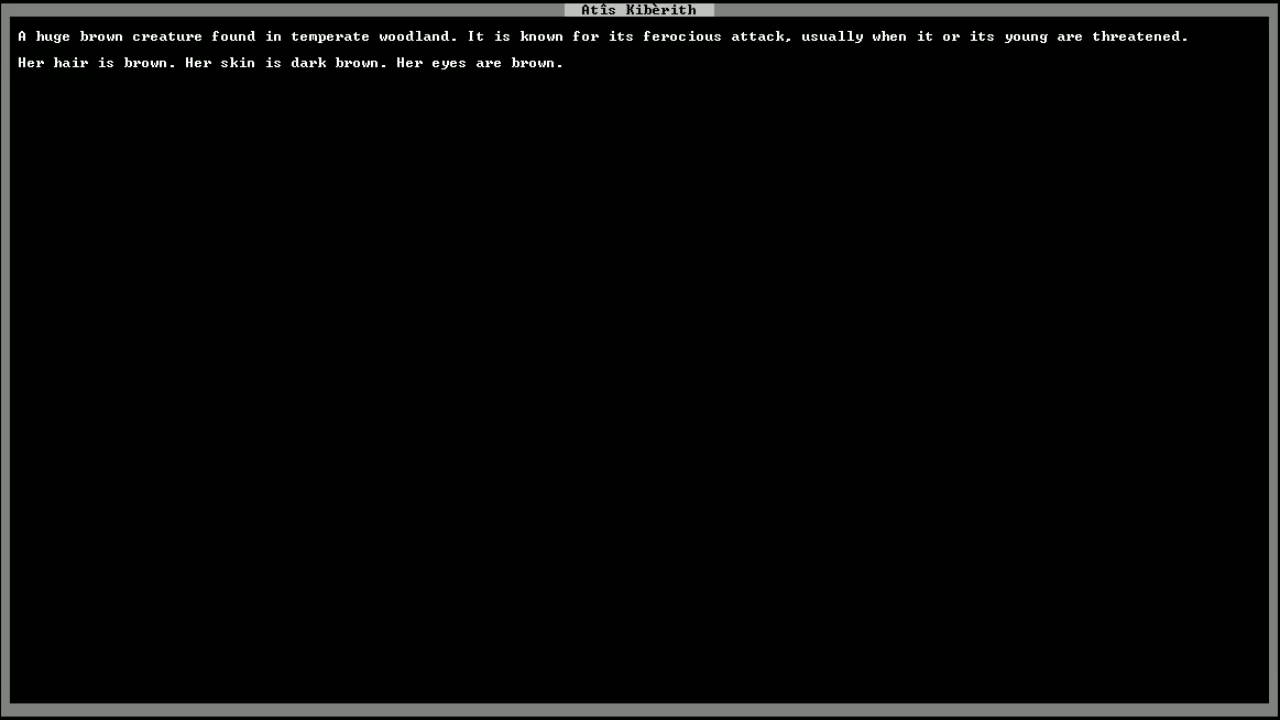 Atîs Kibèrith
A huge brown creature found in temperate woodland. It is known for its ferocious attack, usually when it or its young are threatened.
Her hair is brown. Her skin is dark brown. Her eyes are brown.